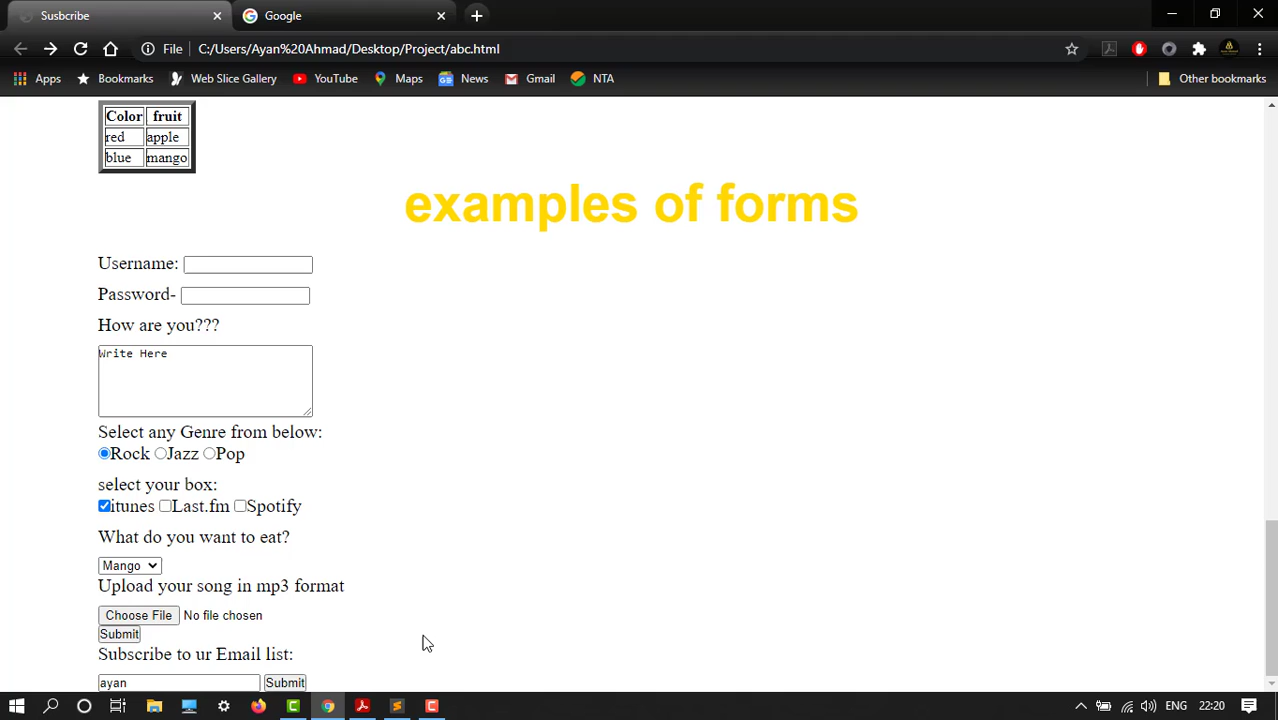 Susbcribe
Google
File C:/Users/Ayan%20Ahmad/Desktop/Project/abc.html
Apps Bookmarks Web Slice Gallery YouTube Maps News Gmail NTA Other bookmarks
Color fruit
red apple
blue mango
examples of forms
Username:
Password-
How are you???
Write Here
Select any Genre from below:
Rock Jazz Pop
select your box:
itunes Last.fm Spotify
What do you want to eat?
Mango
Upload your song in mp3 format
Choose File No file chosen
Submit
Subscribe to ur Email list:
ayan Submit
ENG 22:20